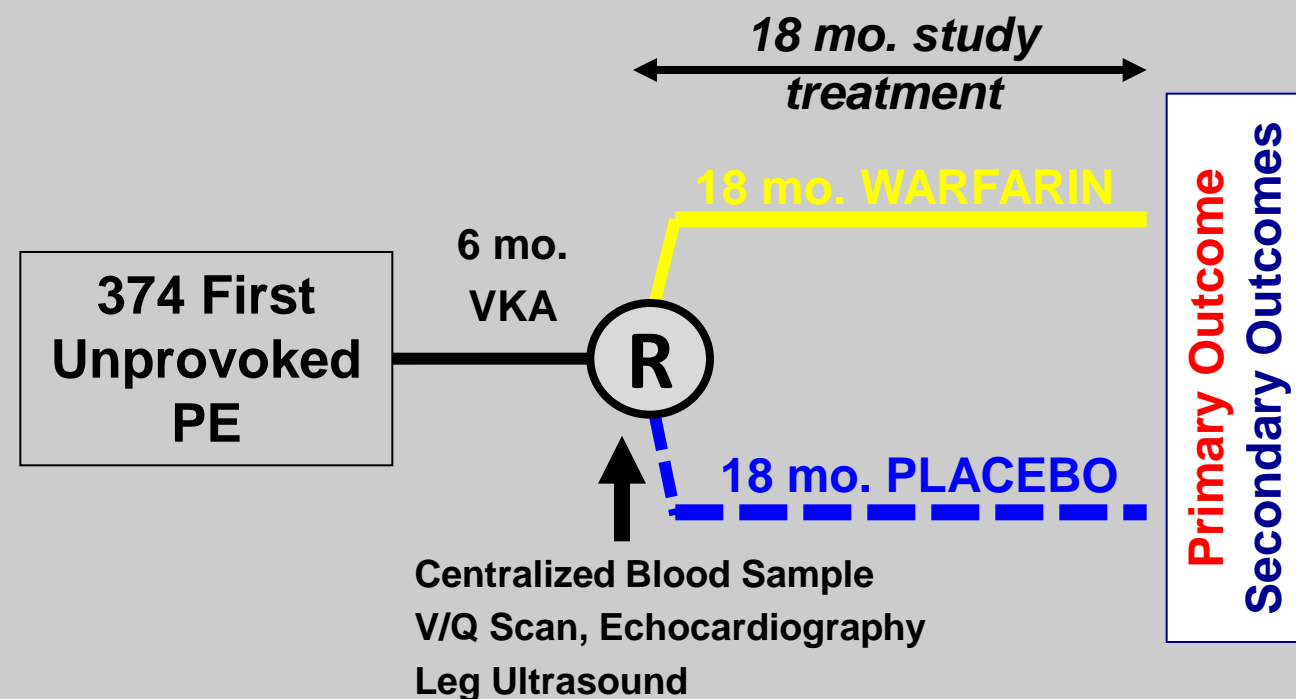 18 mo. study
treatment
18 mo. WARFARIN
6 mo.
VKA
374 First
Unprovoked
PE
R
18 mo. PLACEBO
Centralized Blood Sample
V/Q Scan, Echocardiography
Leg Ultrasound
Primary Outcome
Secondary Outcomes